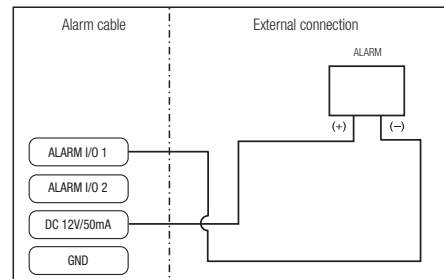 Alarm cable
External connection
ALARM
(+)
(−)
ALARM I/O 1
ALARM I/O 2
DC 12V/50mA
GND